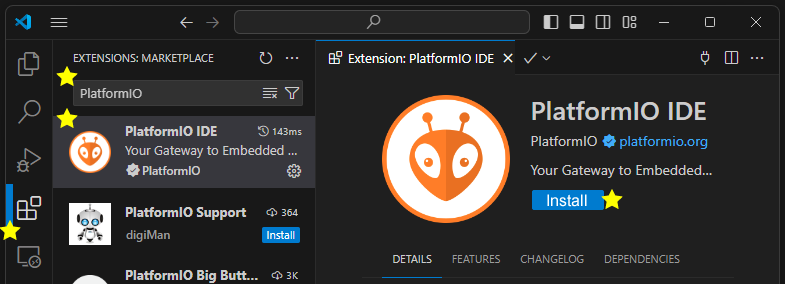 EXTENSIONS: MARKETPLACE
PlatformIO
PlatformIO IDE 143ms
Your Gateway to Embedded ...
PlatformIO
PlatformIO Support 364
digiMan Install
PlatformIO Big Butt... 3K
Extension: PlatformIO IDE
PlatformIO IDE
PlatformIO platformio.org
Your Gateway to Embedded...
Install
DETAILS FEATURES CHANGELOG DEPENDENCIES